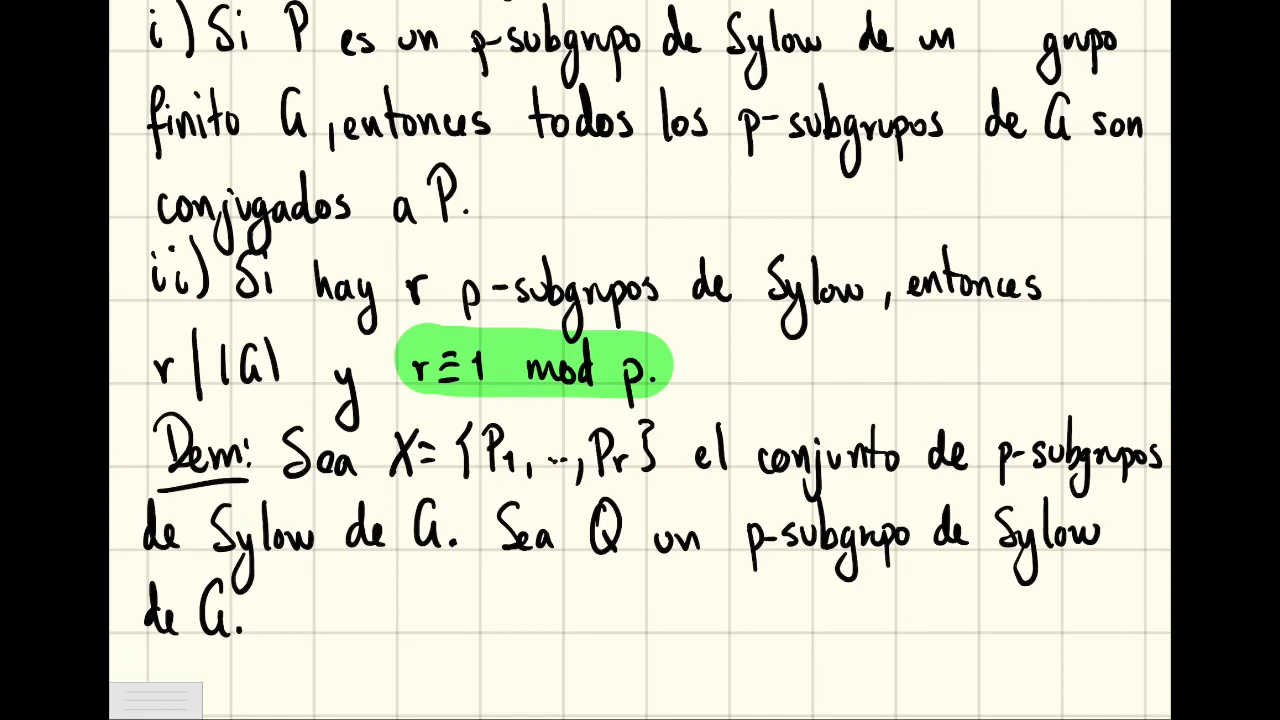 i) Si P es un p-subgrupo de Sylow de un grupo
finito G, entonces todos los p-subgrupos de G son
conjugados a P.
ii) Si hay r p-subgrupos de Sylow, entonces
r | |G| y r ≡ 1 mod p.
Dem: Sea X = {P₁, .., Pᵣ} el conjunto de p-subgrupos
de Sylow de G. Sea Q un p-subgrupo de Sylow
de G.